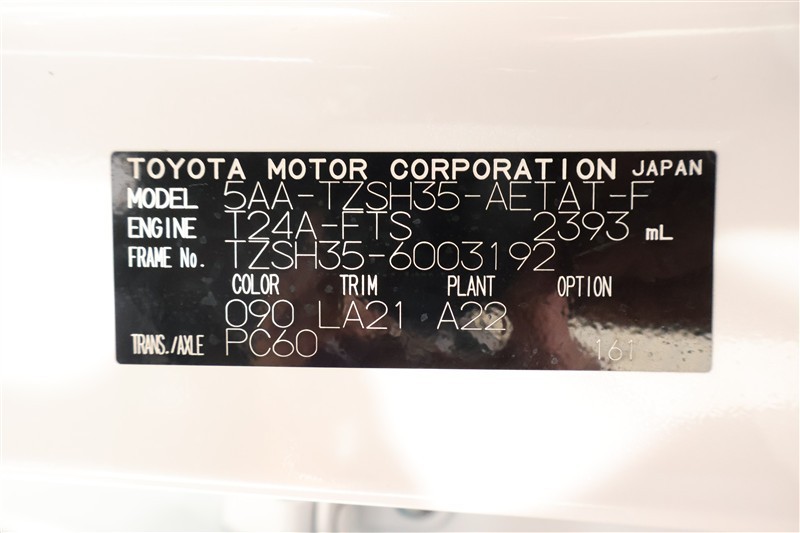 TOYOTA MOTOR CORPORATION JAPAN
MODEL 5AA-TZSH35-AETAT-F
ENGINE T24A-FTS 2393 mL
FRAME No. TZSH35-6003192
COLOR TRIM PLANT OPTION
090 LA21 A22
TRANS./AXLE PC60 161